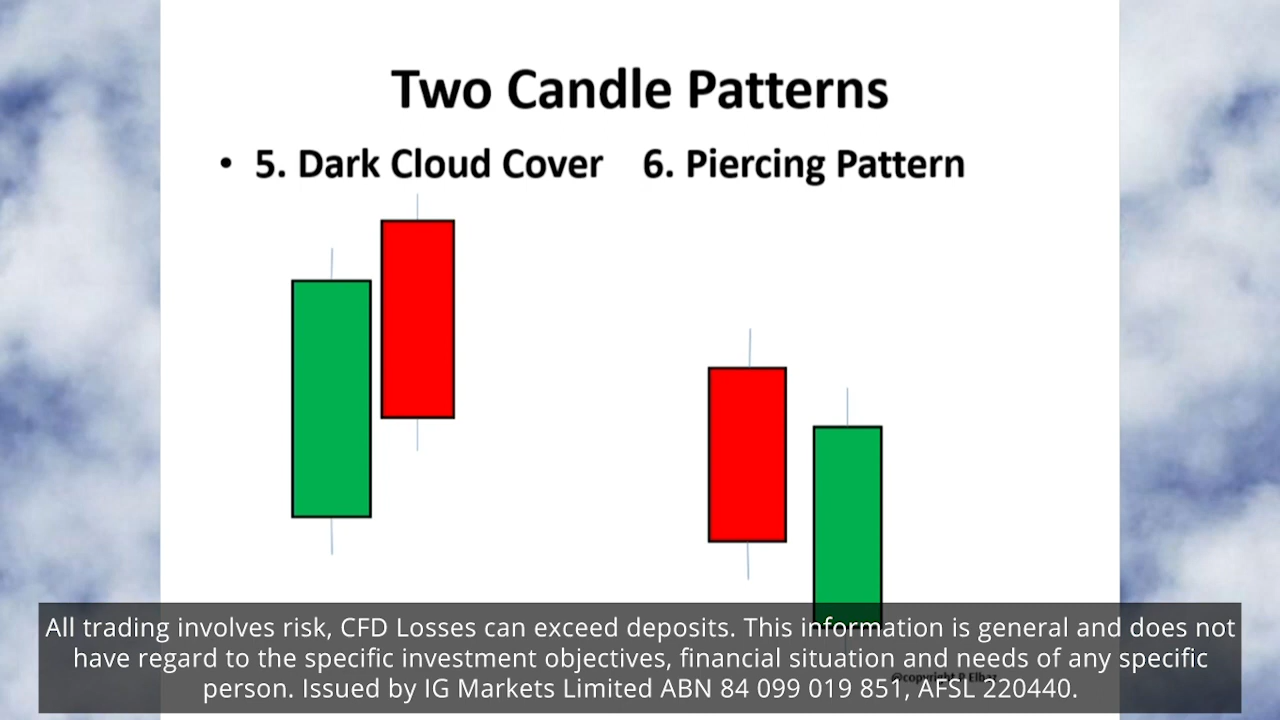 Two Candle Patterns
• 5. Dark Cloud Cover 6. Piercing Pattern
All trading involves risk, CFD Losses can exceed deposits. This information is general and does not
have regard to the specific investment objectives, financial situation and needs of any specific
@copyright R Elbaz
person. Issued by IG Markets Limited ABN 84 099 019 851, AFSL 220440.